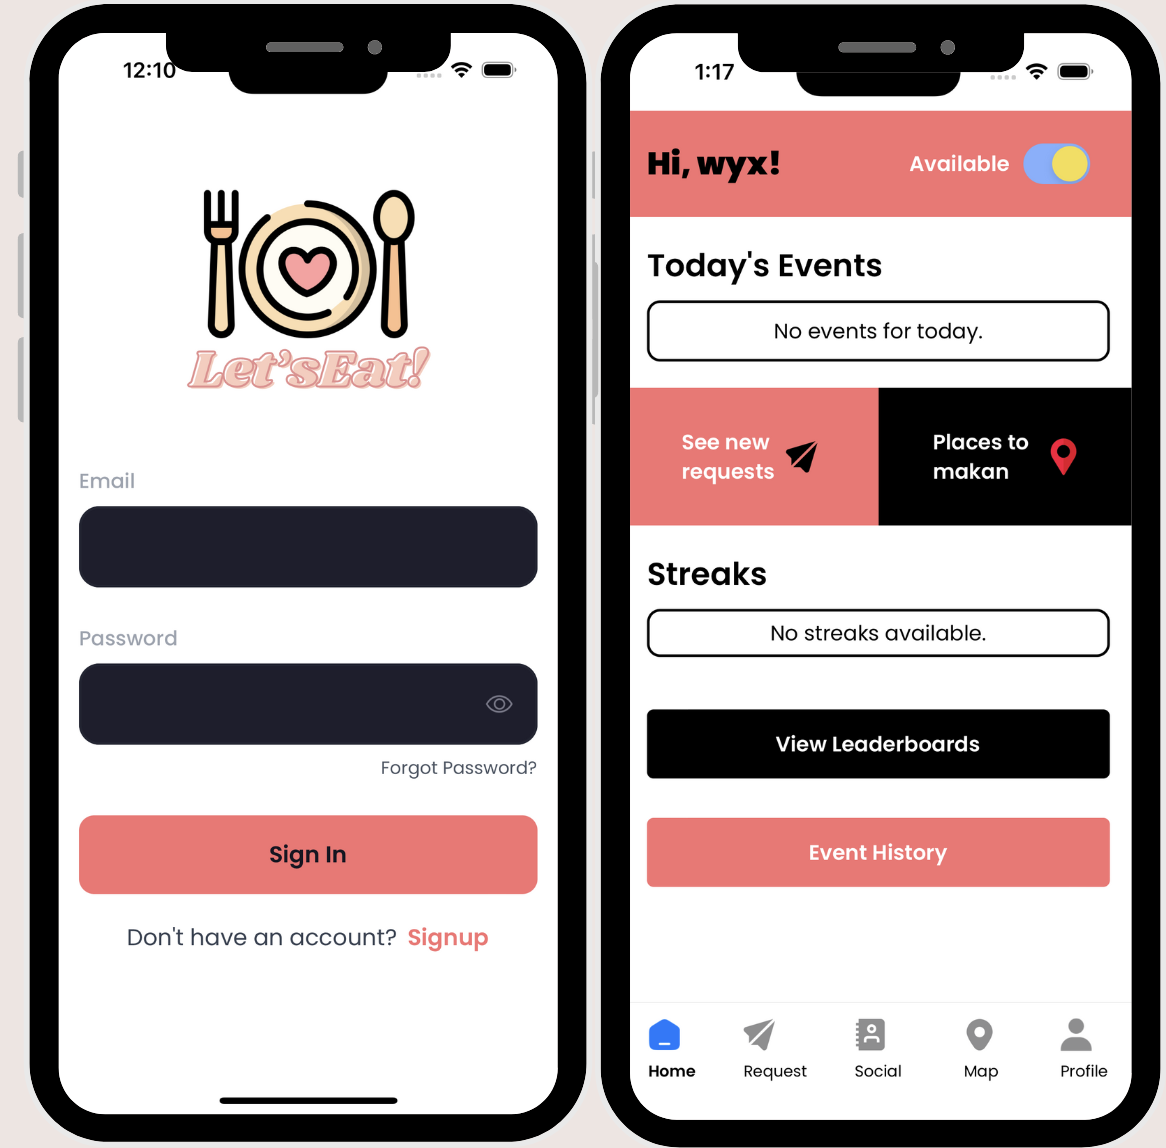 12:10
Let'sEat!
Email
Password
Forgot Password?
Sign In
Don't have an account? Signup
1:17
Hi, wyx!
Available
Today's Events
No events for today.
See new
requests
Places to
makan
Streaks
No streaks available.
View Leaderboards
Event History
Home
Request
Social
Map
Profile